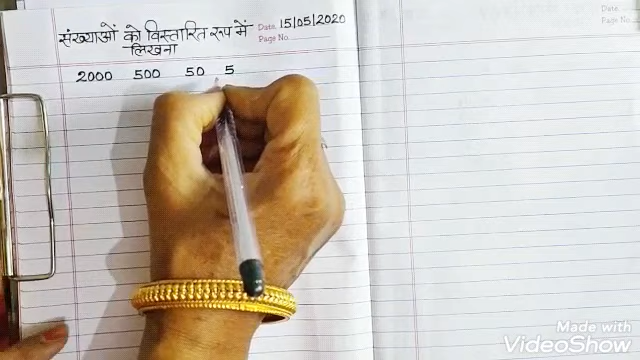 संख्याओं को विस्तारित रूप में
लिखना
Date 15/05/2020
Page No.
2000 500 50 5
Date
Page No.
Made with
VideoShow